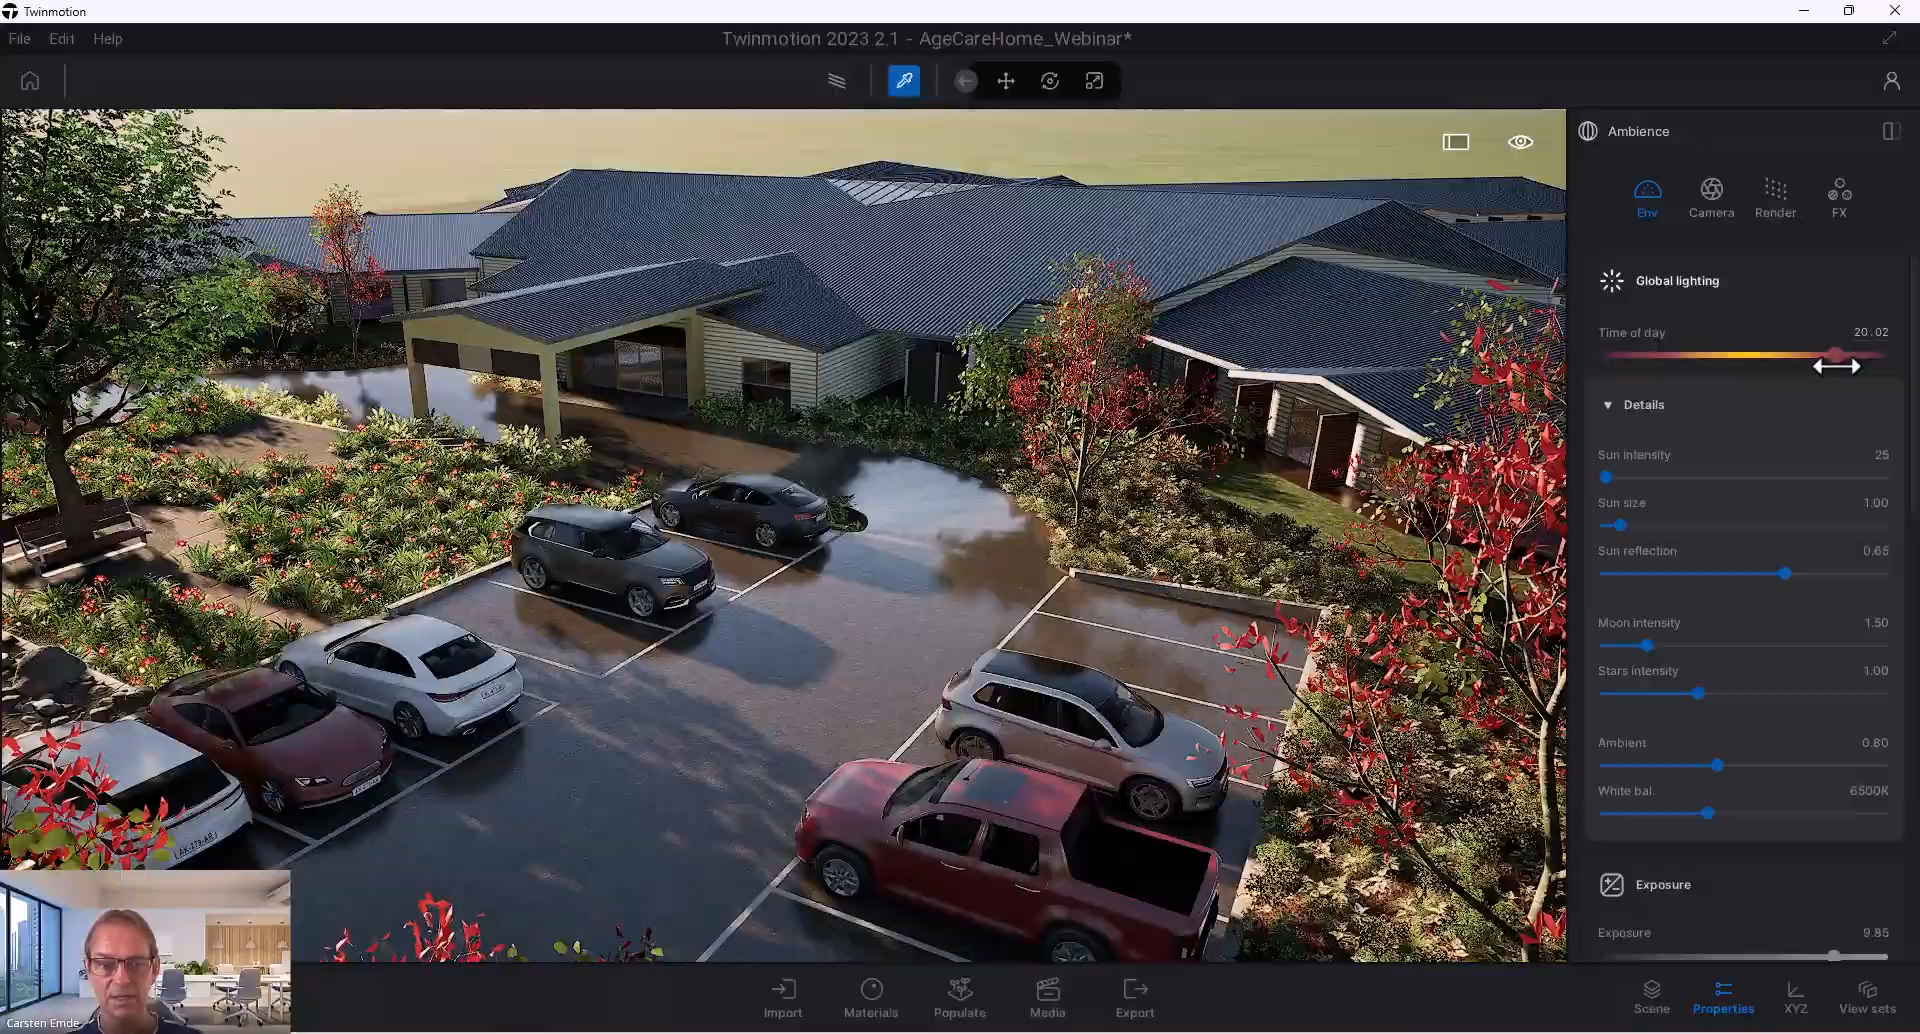 Twinmotion
File Edit Help
Twinmotion 2023.2.1 - AgeCareHome_Webinar*
Ambience
Env Camera Render FX
Global lighting
Time of day 20:02
Details
Sun intensity 25
Sun size 1.00
Sun reflection 0.65
Moon intensity 1.50
Stars intensity 1.00
Ambient 0.80
White bal. 6500K
Exposure
Exposure 9.85
Carsten Emde
Import Materials Populate Media Export
Scene Properties XYZ View sets